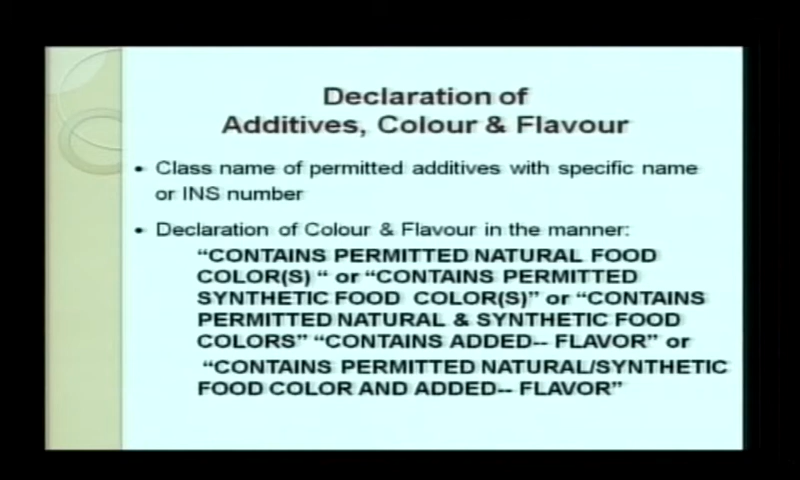 Declaration of
Additives, Colour & Flavour
• Class name of permitted additives with specific name
or INS number
• Declaration of Colour & Flavour in the manner:
“CONTAINS PERMITTED NATURAL FOOD
COLOR(S) “ or “CONTAINS PERMITTED
SYNTHETIC FOOD COLOR(S)” or “CONTAINS
PERMITTED NATURAL & SYNTHETIC FOOD
COLORS” “CONTAINS ADDED-- FLAVOR” or
“CONTAINS PERMITTED NATURAL/SYNTHETIC
FOOD COLOR AND ADDED-- FLAVOR”